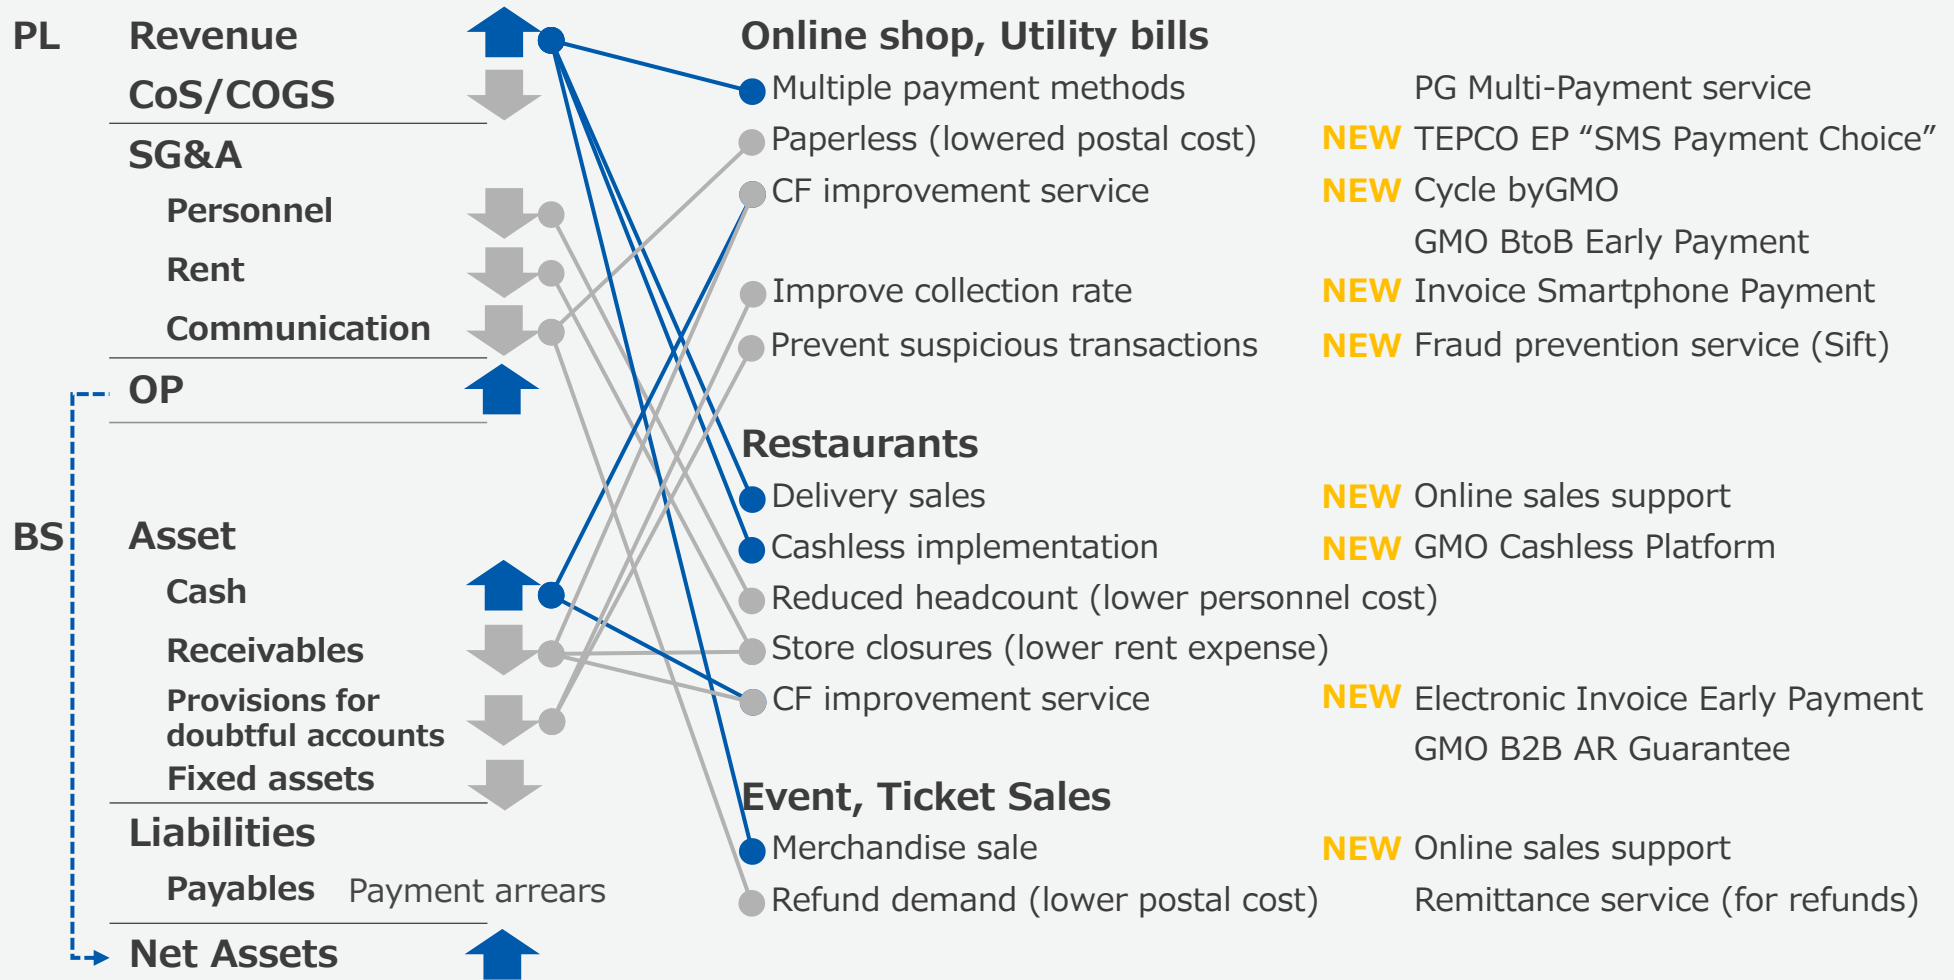 PL Revenue
CoS/COGS
SG&A
Personnel
Rent
Communication
OP
BS Asset
Cash
Receivables
Provisions for
doubtful accounts
Fixed assets
Liabilities
Payables Payment arrears
Net Assets
Online shop, Utility bills
Multiple payment methods PG Multi-Payment service
Paperless (lowered postal cost) NEW TEPCO EP “SMS Payment Choice”
CF improvement service NEW Cycle byGMO
GMO BtoB Early Payment
Improve collection rate NEW Invoice Smartphone Payment
Prevent suspicious transactions NEW Fraud prevention service (Sift)
Restaurants
Delivery sales NEW Online sales support
Cashless implementation NEW GMO Cashless Platform
Reduced headcount (lower personnel cost)
Store closures (lower rent expense)
CF improvement service NEW Electronic Invoice Early Payment
GMO B2B AR Guarantee
Event, Ticket Sales
Merchandise sale NEW Online sales support
Refund demand (lower postal cost) Remittance service (for refunds)